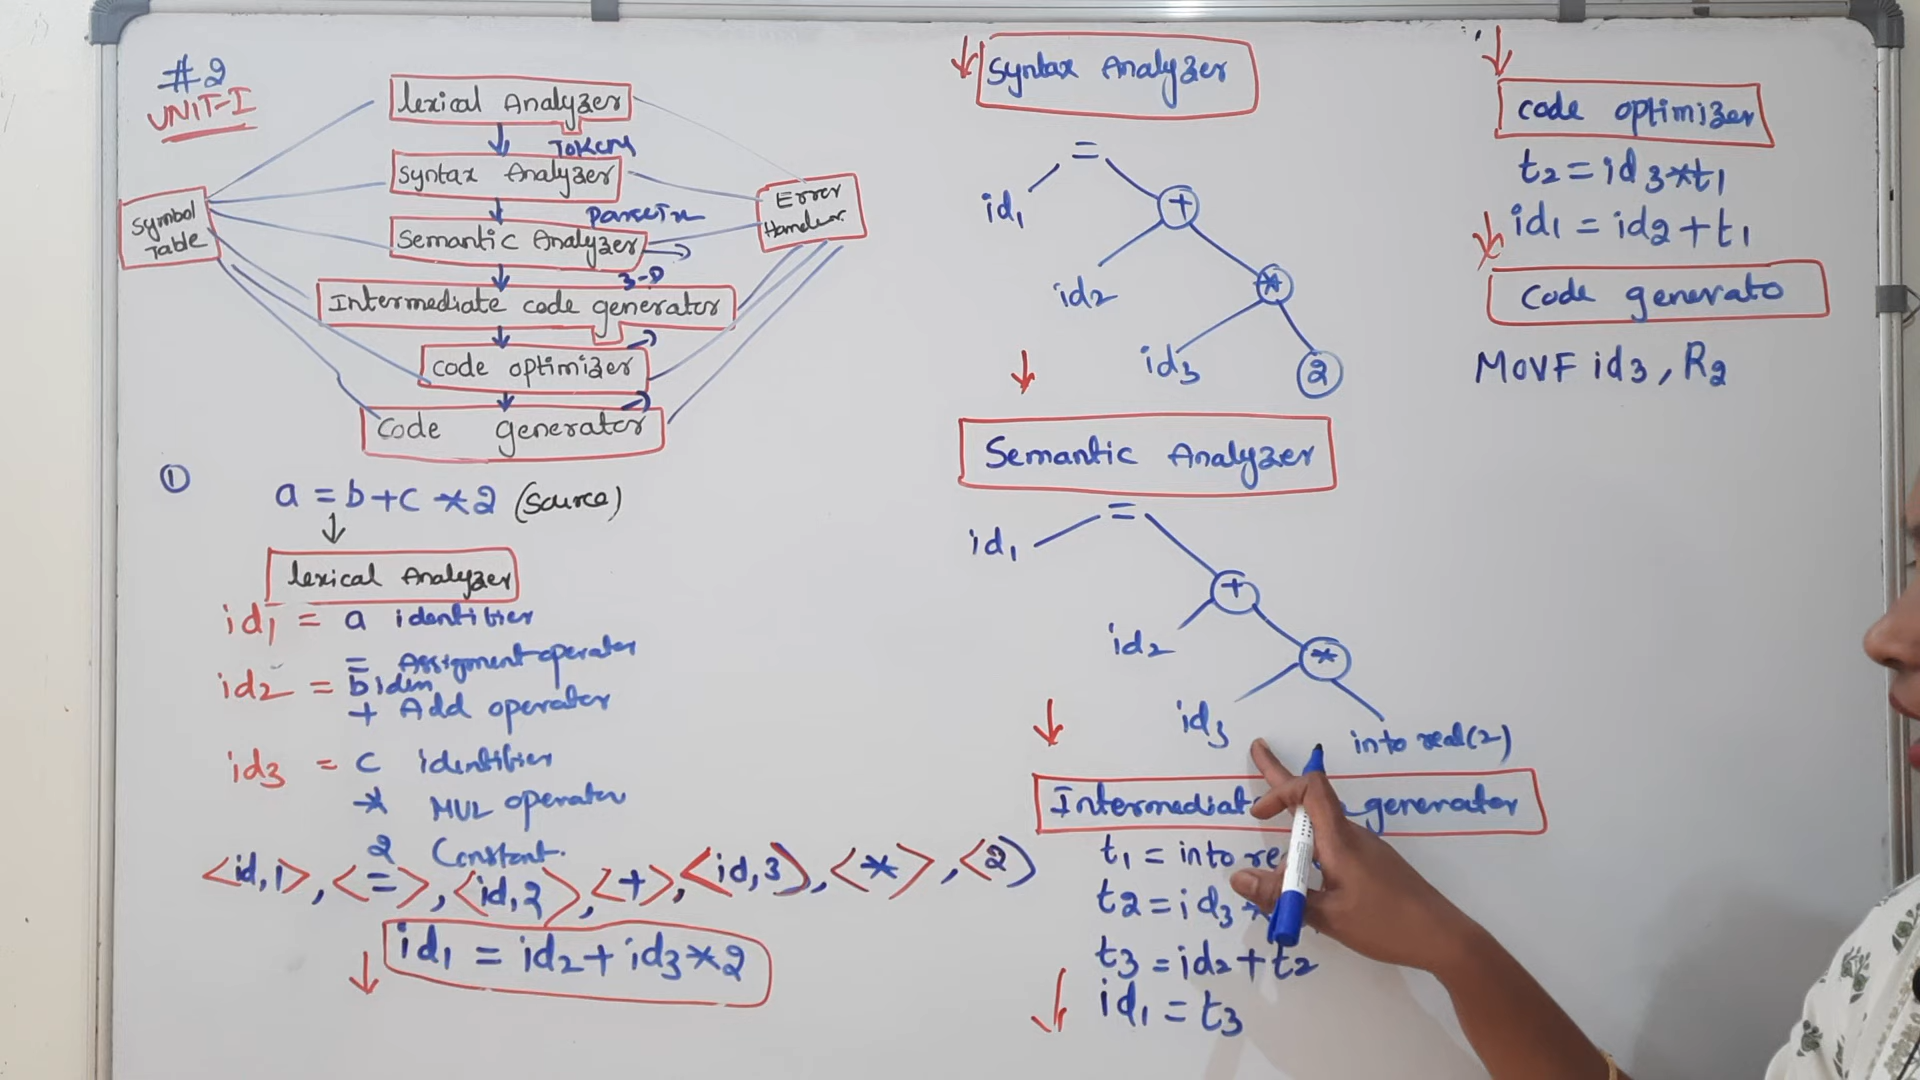 #2
UNIT-I
lexical Analyzer
Tokens
Syntax Analyzer
Parse
Semantic Analyzer
Intermediate code generator
code optimizer
Code generator
Symbol
Table
Error
① a = b + c * 2 (Source)
lexical Analyzer
id1 = a identifier
= Assignment operator
id2 = b iden
+ Add operator
id3 = c identifier
* MUL operator
2 Constant.
<id,1>, <=>, <id,2>, <+>, <id,3>, <*>, <2>
id1 = id2 + id3 * 2
Syntax Analyzer
=
id1
+
id2
*
id3
2
Semantic Analyzer
=
id1
+
id2
*
id3
into real(2)
Intermediat generator
t1 = into re
t2 = id3 *
t3 = id2 + t2
id1 = t3
code optimizer
t2 = id3 * t1
id1 = id2 + t1
Code generato
MOVF id3, R2